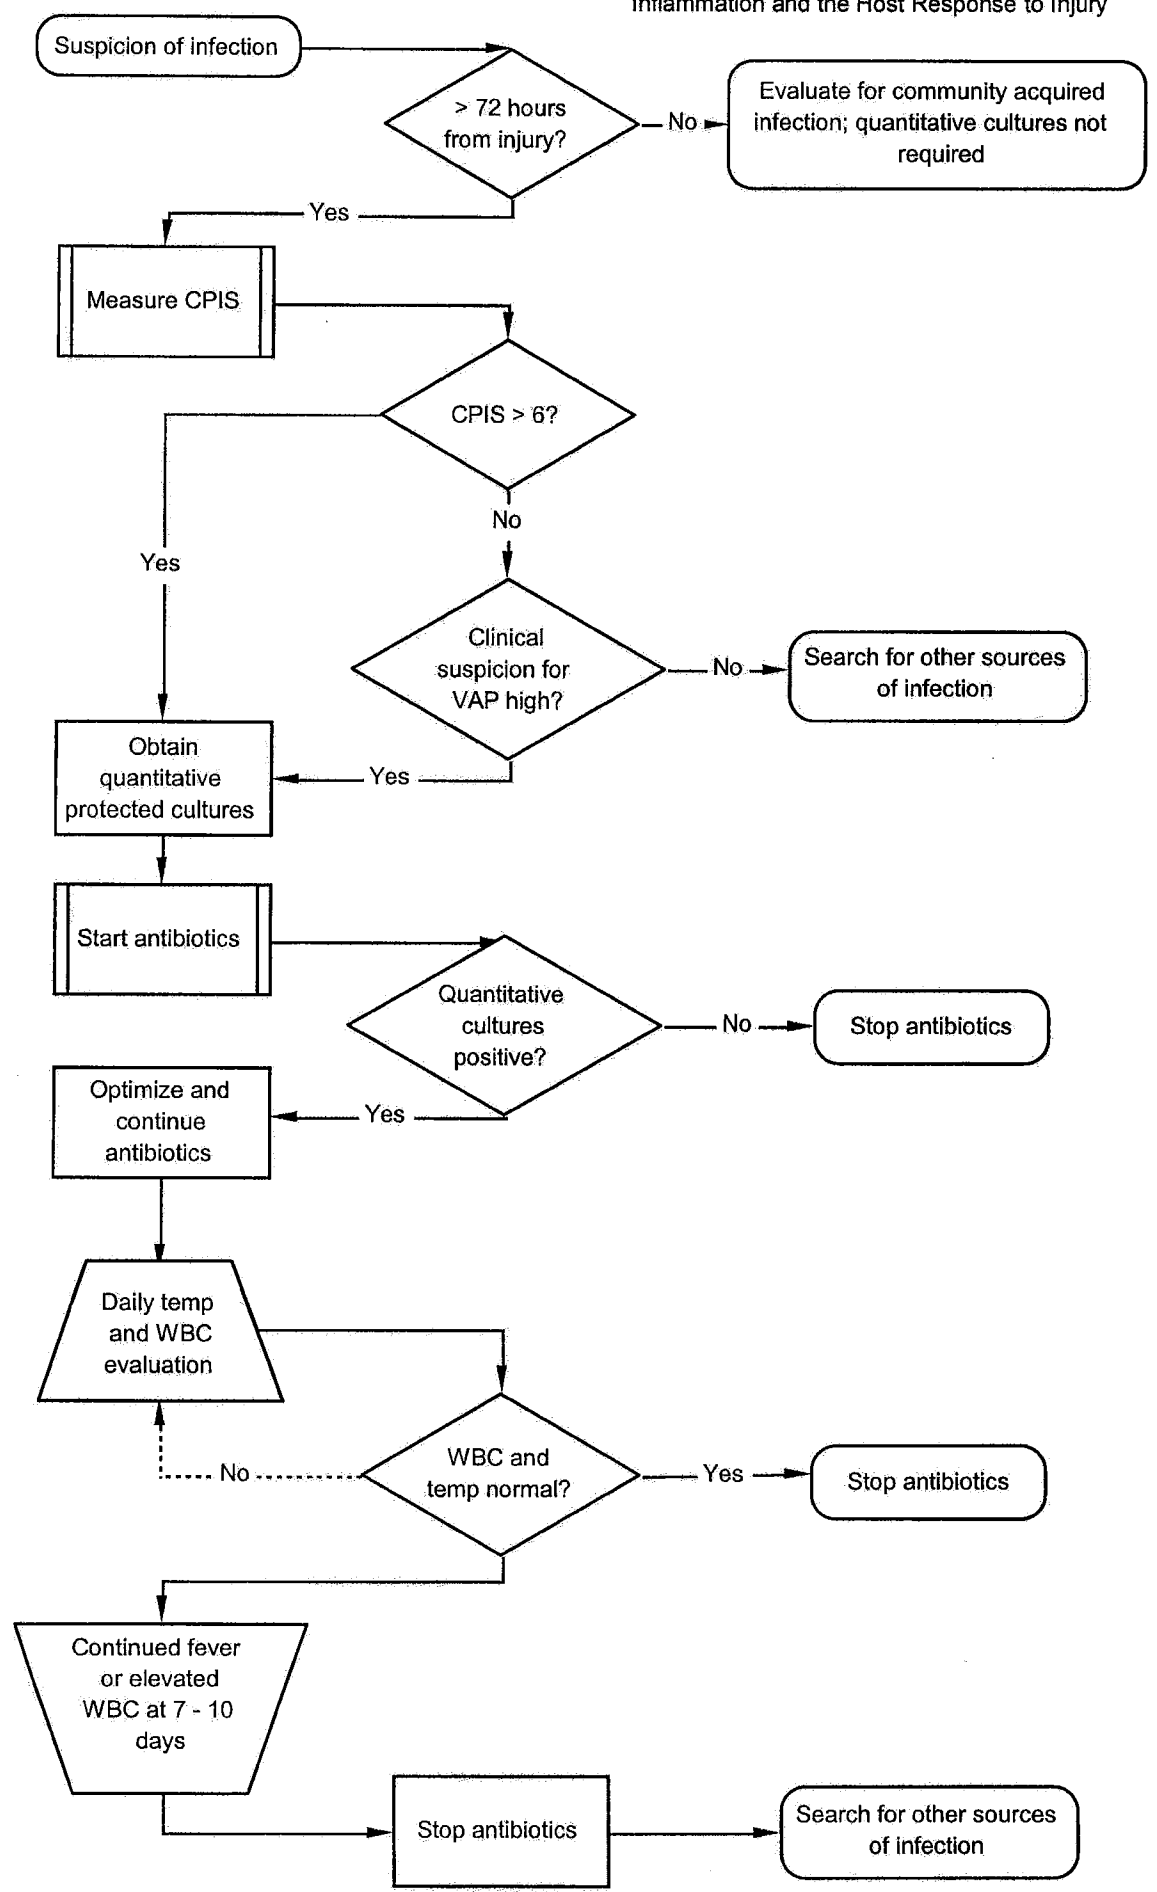 Inflammation and the Host Response to Injury
Suspicion of infection
> 72 hours
from injury?
No
Evaluate for community acquired
infection; quantitative cultures not
required
Yes
Measure CPIS
CPIS > 6?
No
Yes
Clinical
suspicion for
VAP high?
No
Search for other sources
of infection
Yes
Obtain
quantitative
protected cultures
Start antibiotics
Quantitative
cultures
positive?
No
Stop antibiotics
Yes
Optimize and
continue
antibiotics
Daily temp
and WBC
evaluation
WBC and
temp normal?
No
Yes
Stop antibiotics
Continued fever
or elevated
WBC at 7 - 10
days
Stop antibiotics
Search for other sources
of infection